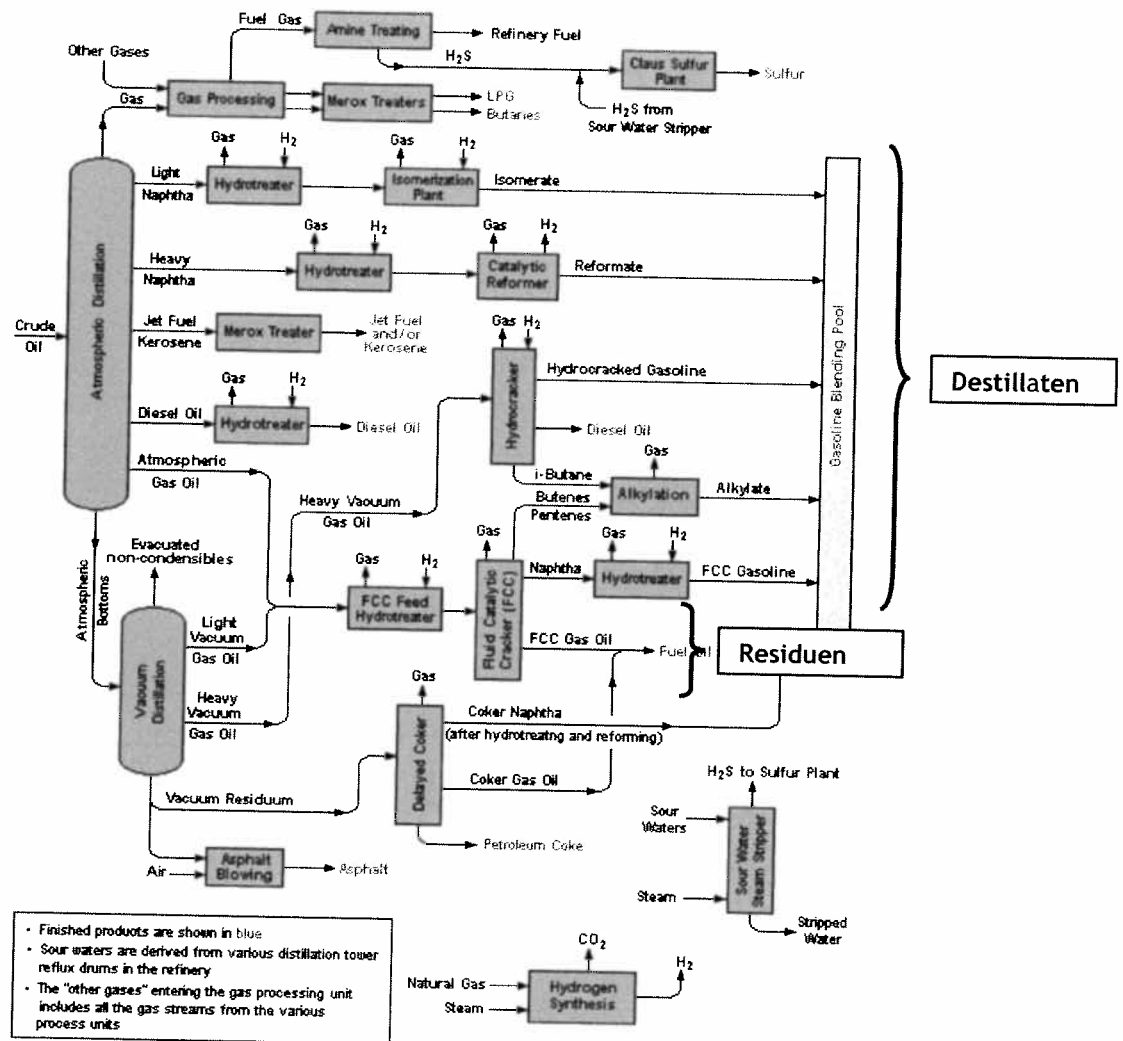 Fuel Gas
Amine Treating
Refinery Fuel
Other Gases
H2S
Claus Sulfur
Plant
Sulfur
Gas
Gas Processing
Merox Treaters
LPG
Butanes
H2S from
Sour Water Stripper
Gas
H2
Gas
H2
Light
Naphtha
Hydrotreater
Isomerization
Plant
Isomerate
Gas
H2
Gas
H2
Heavy
Naphtha
Hydrotreater
Catalytic
Reformer
Reformate
Crude
Oil
Atmospheric Distillation
Jet Fuel
Kerosene
Merox Treater
Jet Fuel
and/or
Kerosene
Gas
H2
Hydrocracker
Hydrocracked Gasoline
Diesel Oil
Gasoline Blending Pool
Destillaten
Gas
H2
Diesel Oil
Hydrotreater
Diesel Oil
Atmospheric
Gas Oil
Heavy Vacuum
Gas Oil
i-Butane
Butenes
Pentenes
Gas
Alkylation
Alkylate
Evacuated
non-condensibles
Atmospheric
Bottoms
Gas
H2
FCC Feed
Hydrotreater
Gas
Fluid Catalytic
Cracker (FCC)
Naphtha
Gas
H2
Hydrotreater
FCC Gasoline
FCC Gas Oil
Fuel Oil
Residuen
Vacuum
Distillation
Light
Vacuum
Gas Oil
Heavy
Vacuum
Gas Oil
Gas
Delayed Coker
Coker Naphtha
(after hydrotreatng and reforming)
Coker Gas Oil
Petroleum Coke
Vacuum Residuum
Air
Asphalt
Blowing
Asphalt
H2S to Sulfur Plant
Sour
Waters
Sour Water
Steam Stripper
Steam
Stripped
Water
• Finished products are shown in blue
• Sour waters are derived from various distillation tower
reflux drums in the refinery
• The "other gases" entering the gas processing unit
includes all the gas streams from the various
process units
CO2
H2
Natural Gas
Steam
Hydrogen
Synthesis